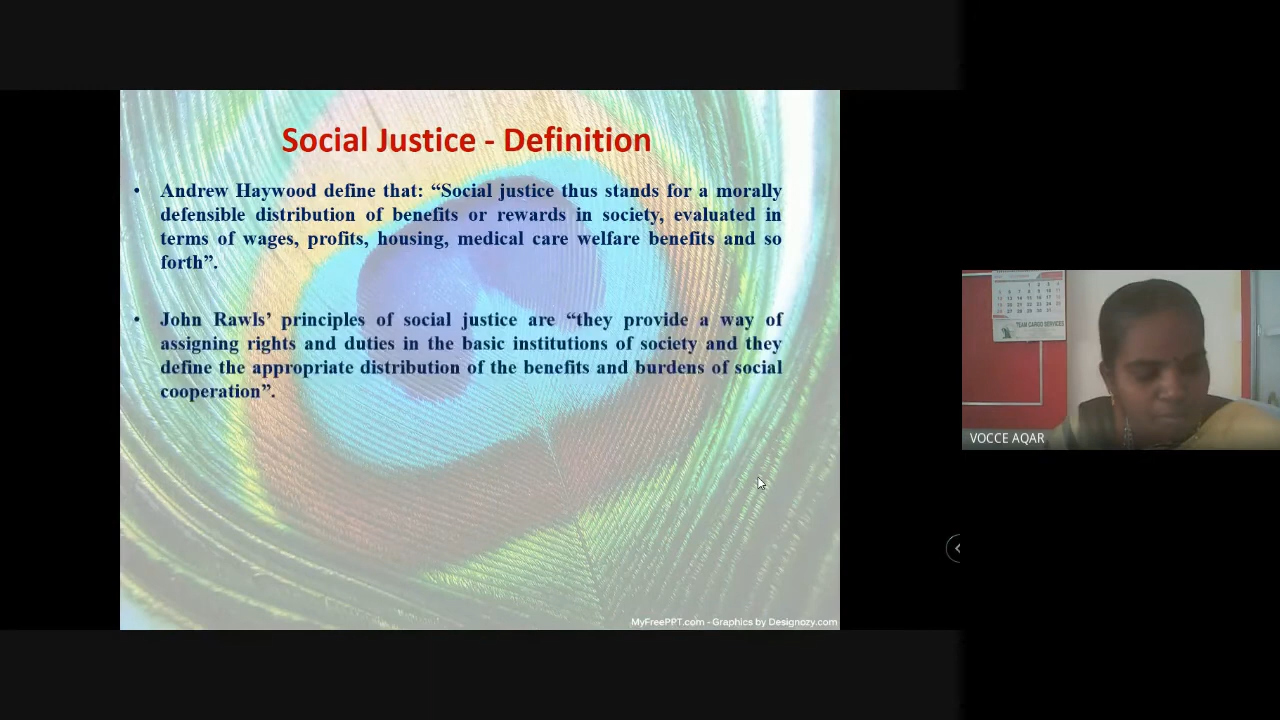 Social Justice - Definition
• Andrew Haywood define that: “Social justice thus stands for a morally
defensible distribution of benefits or rewards in society, evaluated in
terms of wages, profits, housing, medical care welfare benefits and so
forth”.
• John Rawls’ principles of social justice are “they provide a way of
assigning rights and duties in the basic institutions of society and they
define the appropriate distribution of the benefits and burdens of social
cooperation”.
MyFreePPT.com - Graphics by Designozy.com
TEAM CARGO SERVICES
VOCCE AQAR